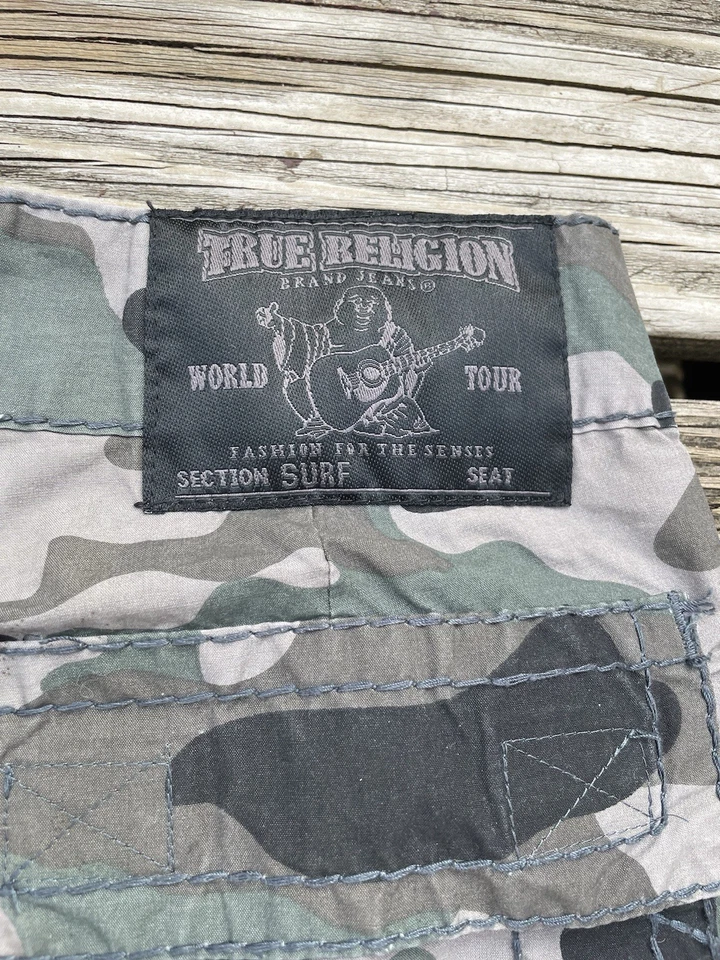 TRUE RELIGION
BRAND JEANS®
WORLD TOUR
FASHION FOR THE SENSES
SECTION SURF SEAT